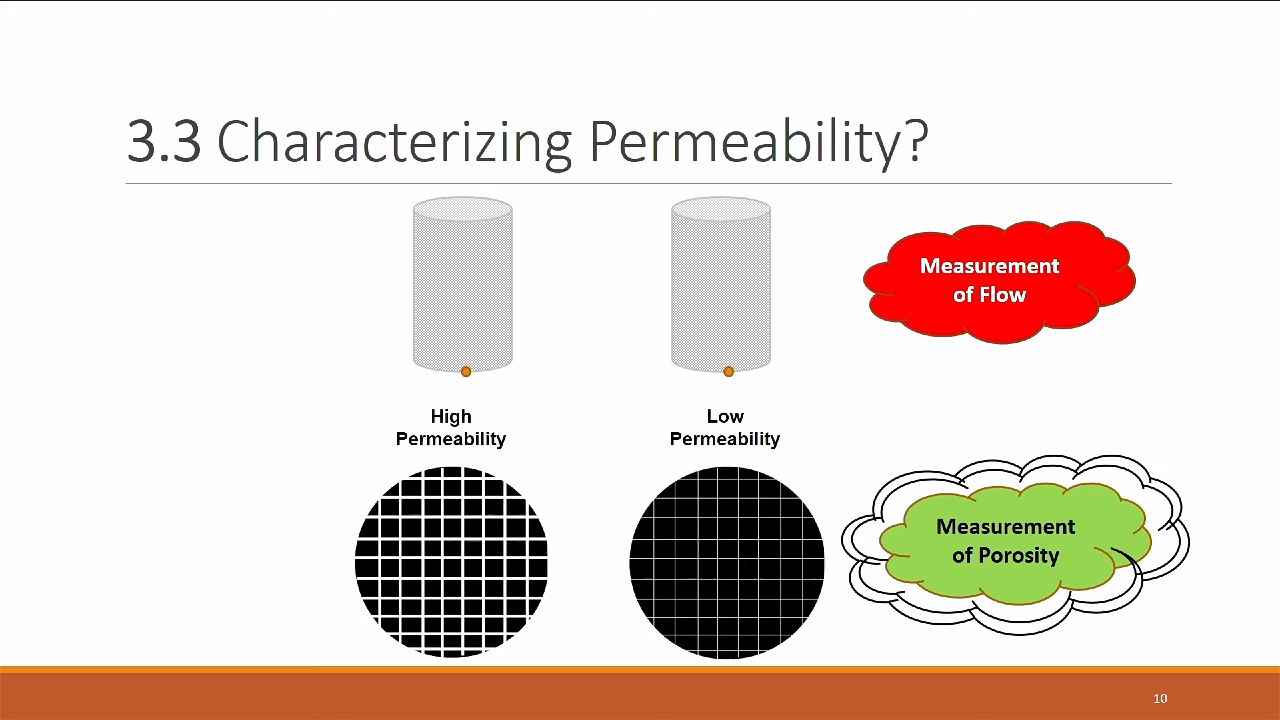 3.3 Characterizing Permeability?
Measurement
of Flow
High
Permeability
Low
Permeability
Measurement
of Porosity
10